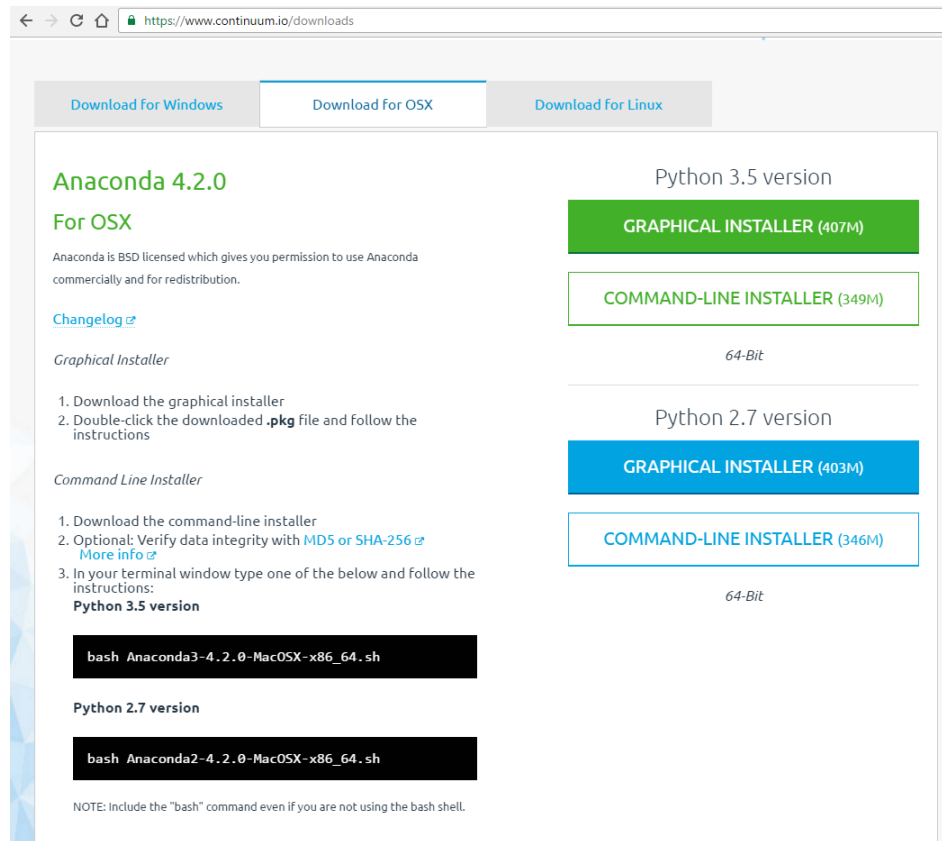 https://www.continuum.io/downloads
Download for Windows
Download for OSX
Download for Linux
Anaconda 4.2.0
For OSX
Anaconda is BSD licensed which gives you permission to use Anaconda
commercially and for redistribution.
Changelog
Graphical Installer
1. Download the graphical installer
2. Double-click the downloaded .pkg file and follow the
instructions
Command Line Installer
1. Download the command-line installer
2. Optional: Verify data integrity with MD5 or SHA-256
More info
3. In your terminal window type one of the below and follow the
instructions:
Python 3.5 version
bash Anaconda3-4.2.0-MacOSX-x86_64.sh
Python 2.7 version
bash Anaconda2-4.2.0-MacOSX-x86_64.sh
NOTE: Include the "bash" command even if you are not using the bash shell.
Python 3.5 version
GRAPHICAL INSTALLER (407M)
COMMAND-LINE INSTALLER (349M)
64-Bit
Python 2.7 version
GRAPHICAL INSTALLER (403M)
COMMAND-LINE INSTALLER (346M)
64-Bit